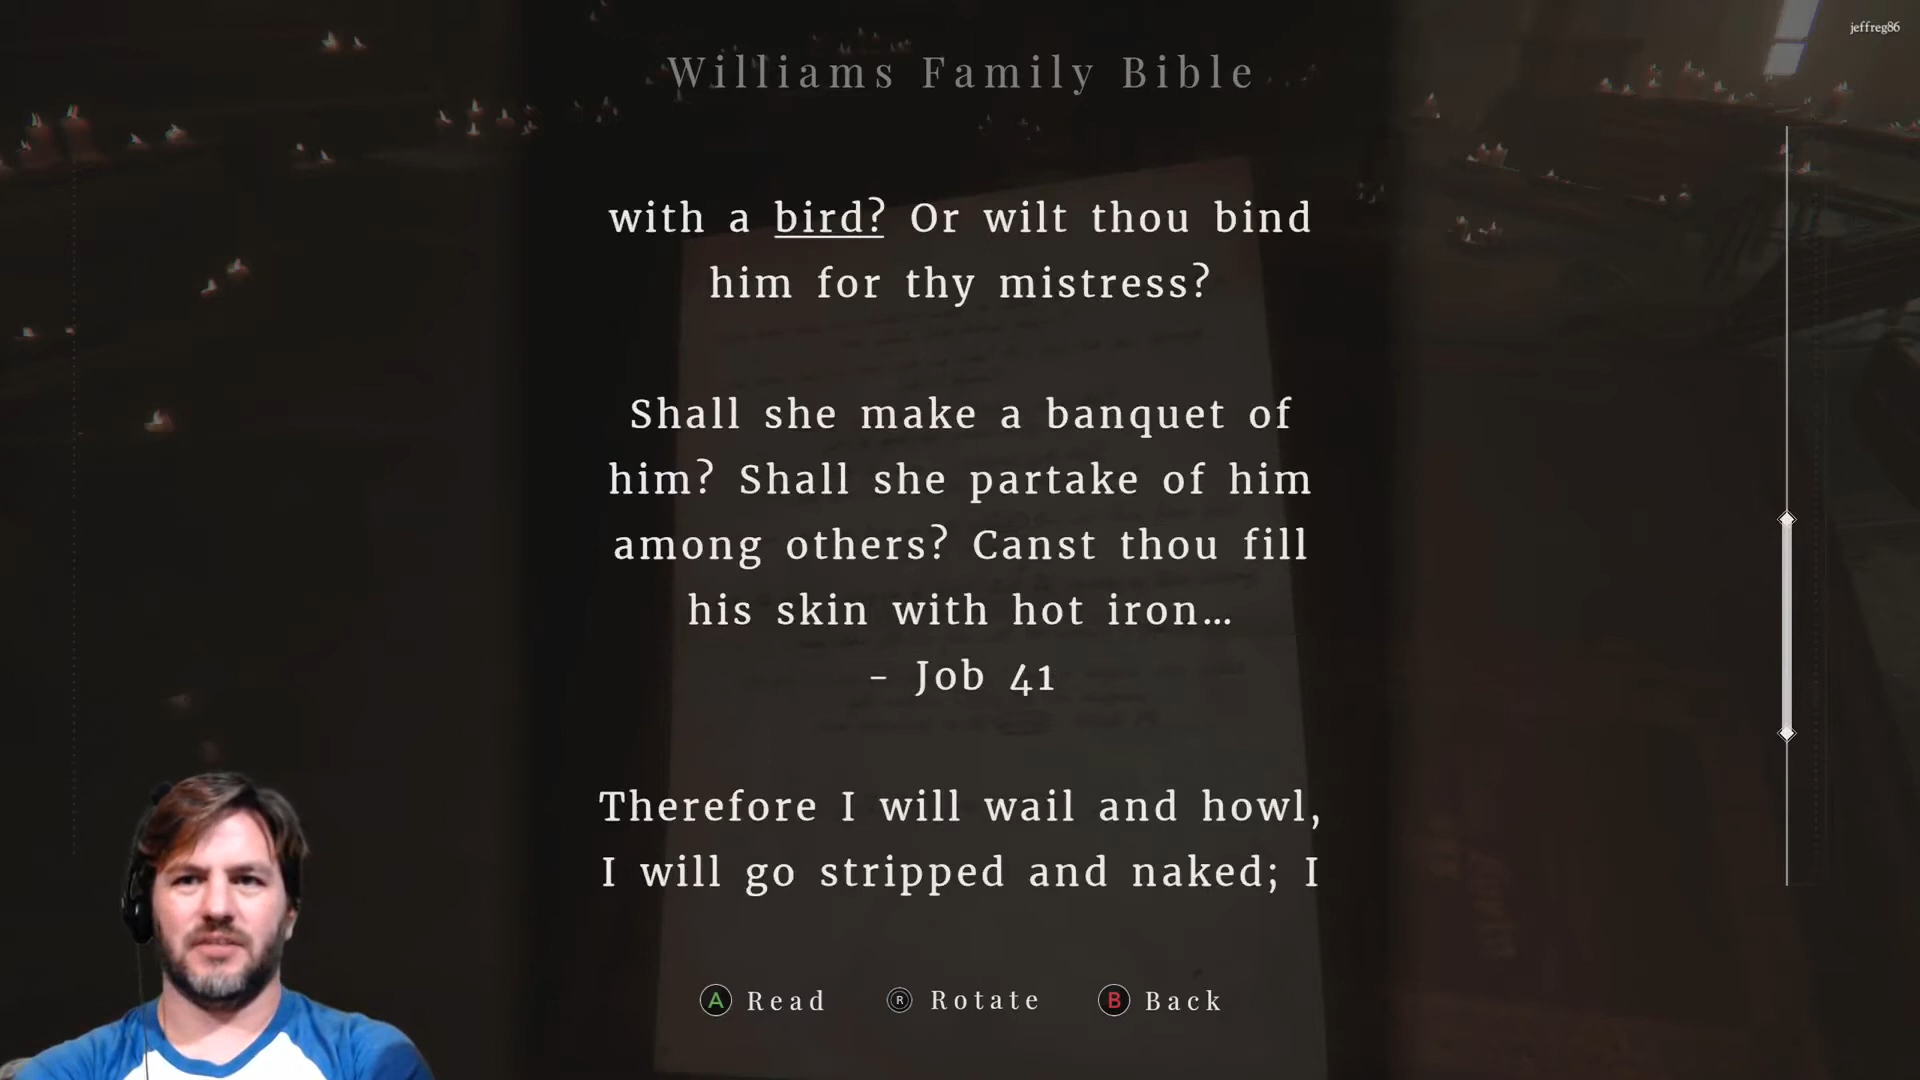 jeffreg86
Williams Family Bible
with a bird? Or wilt thou bind
him for thy mistress?
Shall she make a banquet of
him? Shall she partake of him
among others? Canst thou fill
his skin with hot iron…
- Job 41
Therefore I will wail and howl,
I will go stripped and naked; I
A Read R Rotate B Back